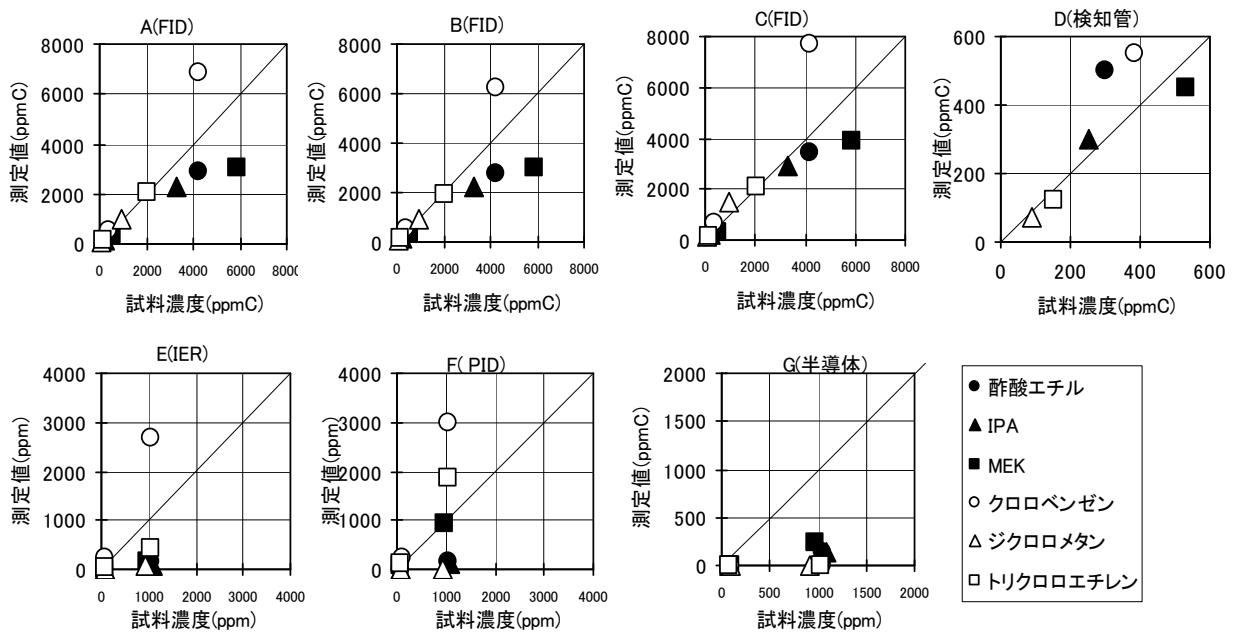 A(FID)
8000
6000
4000
2000
0
0 2000 4000 6000 8000
測定値(ppmC)
試料濃度(ppmC)
B(FID)
8000
6000
4000
2000
0
0 2000 4000 6000 8000
測定値(ppmC)
試料濃度(ppmC)
C(FID)
8000
6000
4000
2000
0
0 2000 4000 6000 8000
測定値(ppmC)
試料濃度(ppmC)
D(検知管)
600
400
200
0
0 200 400 600
測定値(ppmC)
試料濃度(ppmC)
E(IER)
4000
3000
2000
1000
0
0 1000 2000 3000 4000
測定値(ppm)
試料濃度(ppm)
F( PID)
4000
3000
2000
1000
0
0 1000 2000 3000 4000
測定値(ppm)
試料濃度(ppm)
G(半導体)
2000
1500
1000
500
0
0 500 1000 1500 2000
測定値(ppmC)
試料濃度(ppm)
酢酸エチル
IPA
MEK
クロロベンゼン
ジクロロメタン
トリクロロエチレン